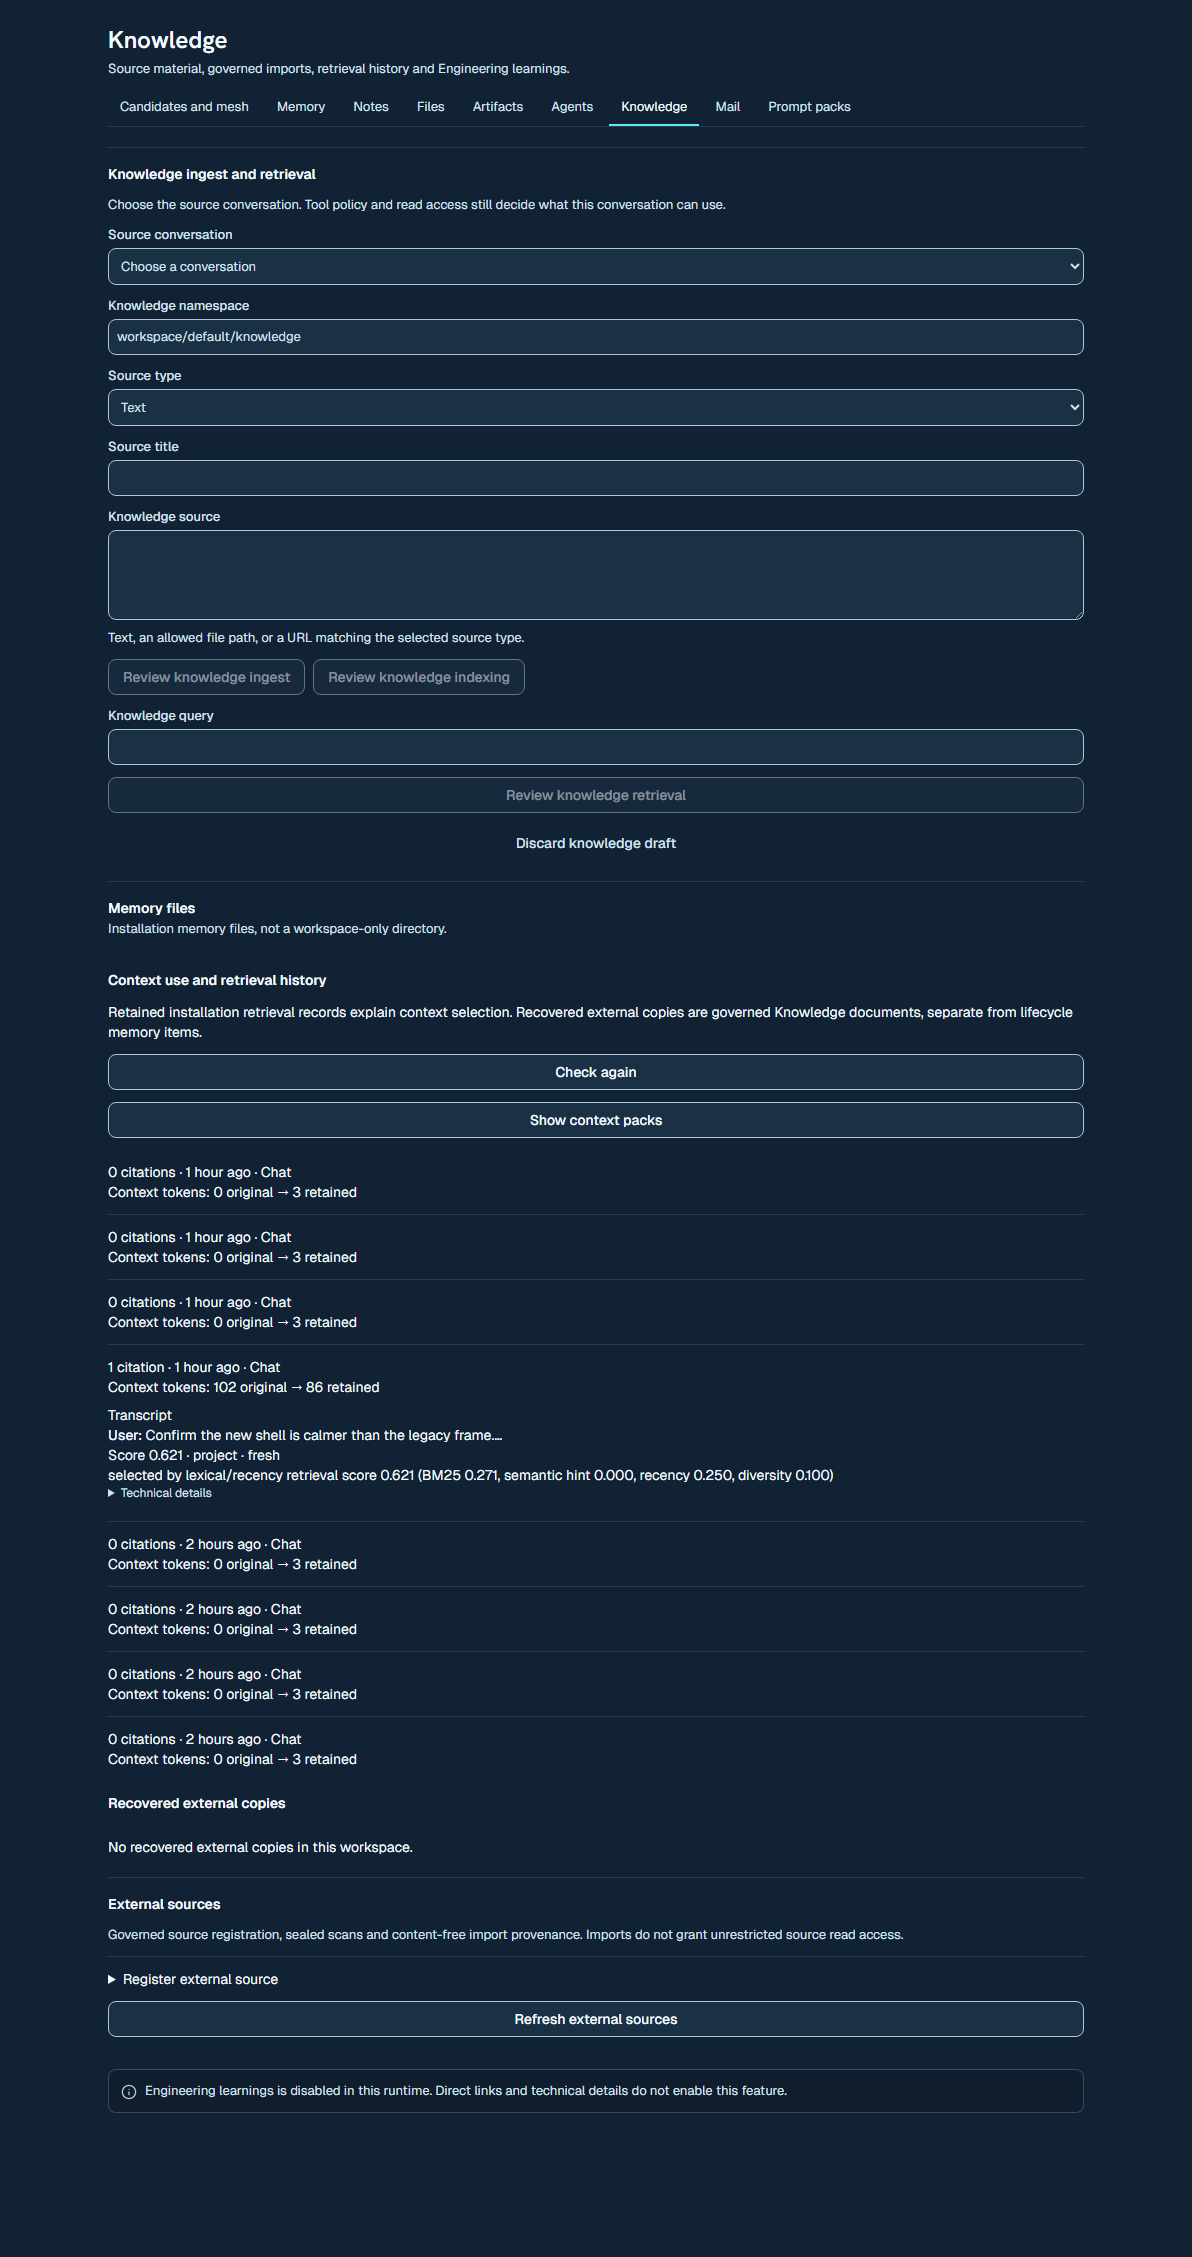 Knowledge
Source material, governed imports, retrieval history and Engineering learnings.
Candidates and mesh
Memory
Notes
Files
Artifacts
Agents
Knowledge
Mail
Prompt packs
Knowledge ingest and retrieval
Choose the source conversation. Tool policy and read access still decide what this conversation can use.
Source conversation
Choose a conversation
Knowledge namespace
workspace/default/knowledge
Source type
Text
Source title
Knowledge source
Text, an allowed file path, or a URL matching the selected source type.
Review knowledge ingest
Review knowledge indexing
Knowledge query
Review knowledge retrieval
Discard knowledge draft
Memory files
Installation memory files, not a workspace-only directory.
Context use and retrieval history
Retained installation retrieval records explain context selection. Recovered external copies are governed Knowledge documents, separate from lifecycle
memory items.
Check again
Show context packs
0 citations · 1 hour ago · Chat
Context tokens: 0 original → 3 retained
0 citations · 1 hour ago · Chat
Context tokens: 0 original → 3 retained
0 citations · 1 hour ago · Chat
Context tokens: 0 original → 3 retained
1 citation · 1 hour ago · Chat
Context tokens: 102 original → 86 retained
Transcript
User: Confirm the new shell is calmer than the legacy frame....
Score 0.621 · project · fresh
selected by lexical/recency retrieval score 0.621 (BM25 0.271, semantic hint 0.000, recency 0.250, diversity 0.100)
Technical details
0 citations · 2 hours ago · Chat
Context tokens: 0 original → 3 retained
0 citations · 2 hours ago · Chat
Context tokens: 0 original → 3 retained
0 citations · 2 hours ago · Chat
Context tokens: 0 original → 3 retained
0 citations · 2 hours ago · Chat
Context tokens: 0 original → 3 retained
Recovered external copies
No recovered external copies in this workspace.
External sources
Governed source registration, sealed scans and content-free import provenance. Imports do not grant unrestricted source read access.
Register external source
Refresh external sources
Engineering learnings is disabled in this runtime. Direct links and technical details do not enable this feature.